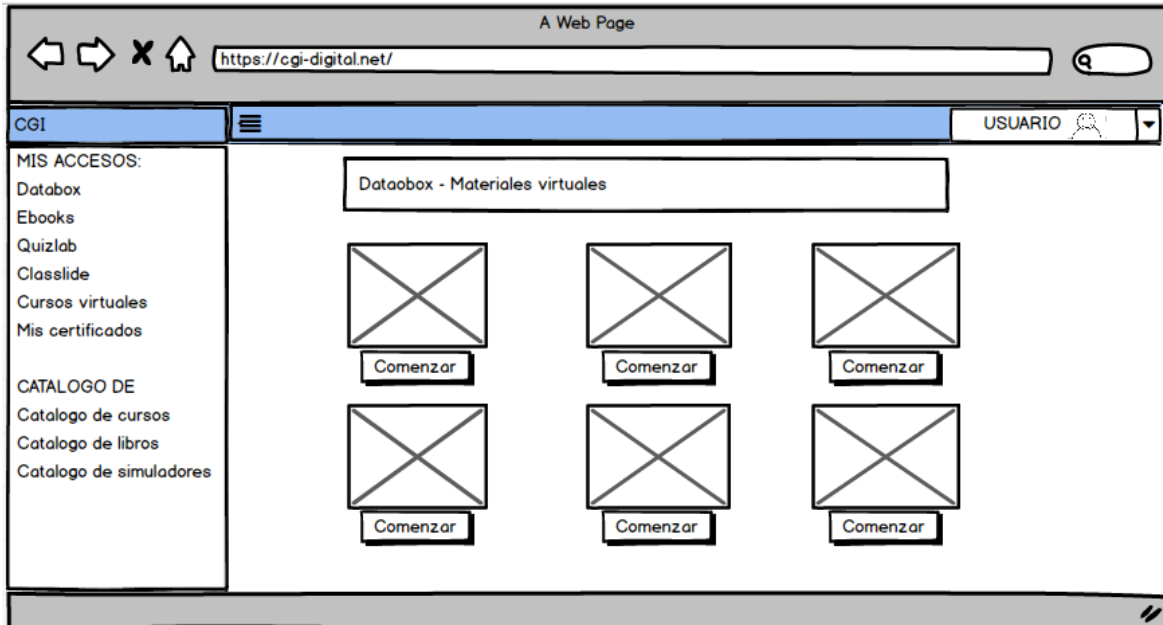 A Web Page
https://cgi-digital.net/
CGI
USUARIO
MIS ACCESOS:
Databox
Ebooks
Quizlab
Classlide
Cursos virtuales
Mis certificados
CATALOGO DE
Catalogo de cursos
Catalogo de libros
Catalogo de simuladores
Dataobox - Materiales virtuales
Comenzar
Comenzar
Comenzar
Comenzar
Comenzar
Comenzar